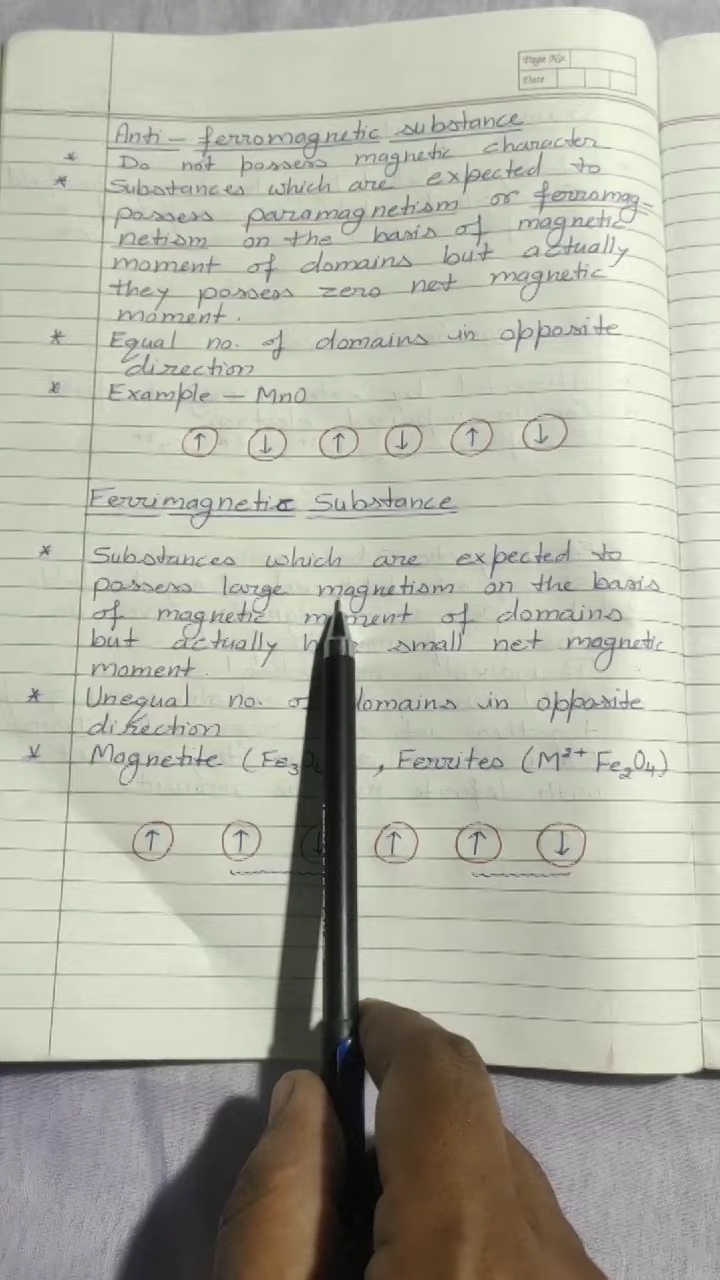 Page No.
Date
Anti - ferromagnetic substance
* Do not possess magnetic character
* Substances which are expected to
possess paramagnetism or ferromag=
netism on the basis of magnetic
moment of domains but actually
they possess zero net magnetic
moment.
* Equal no. of domains in opposite
direction
* Example - MnO
↑ ↓ ↑ ↓ ↑ ↓
Ferrimagnetic Substance
* Substances which are expected to
possess large magnetism on the basis
of magnetic moment of domains
but actually small net magnetic
moment.
* Unequal no. domains in opposite
direction
* Magnetite (Fe₃ , Ferrites (M²⁺ Fe₂O₄)
↑ ↑ ↓ ↑ ↑ ↓